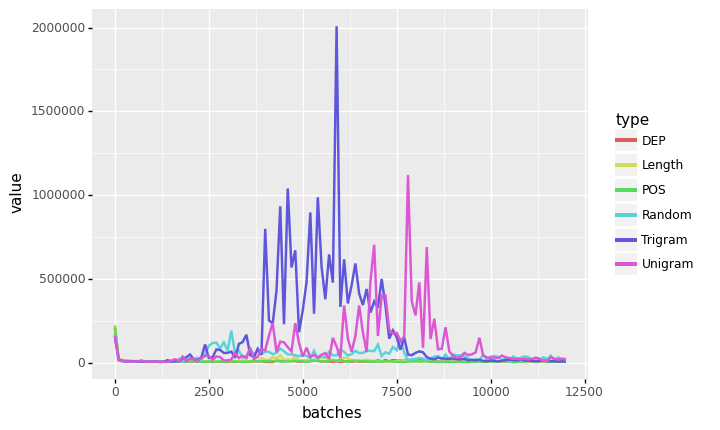 2000000
1500000
1000000
500000
0
value
0
2500
5000
7500
10000
12500
batches
type
DEP
Length
POS
Random
Trigram
Unigram